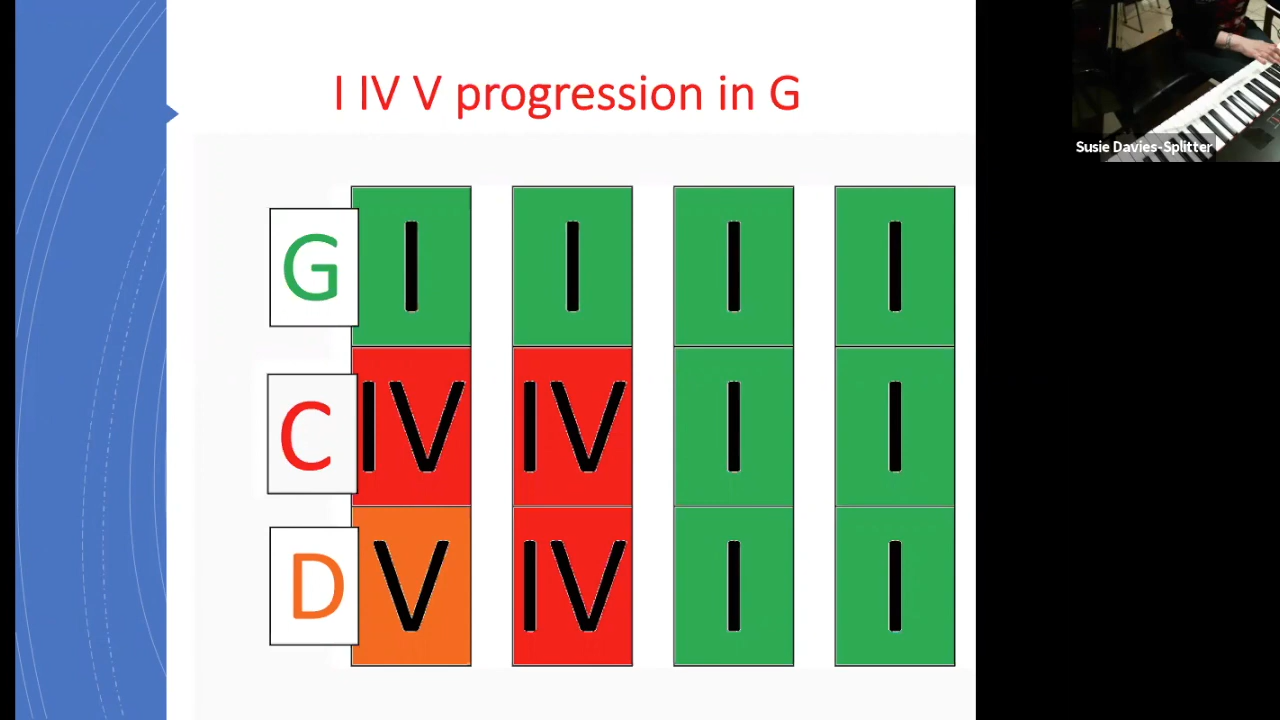 I IV V progression in G
Susie Davies-Splitter
G I I I I
C IV IV I I
D V IV I I